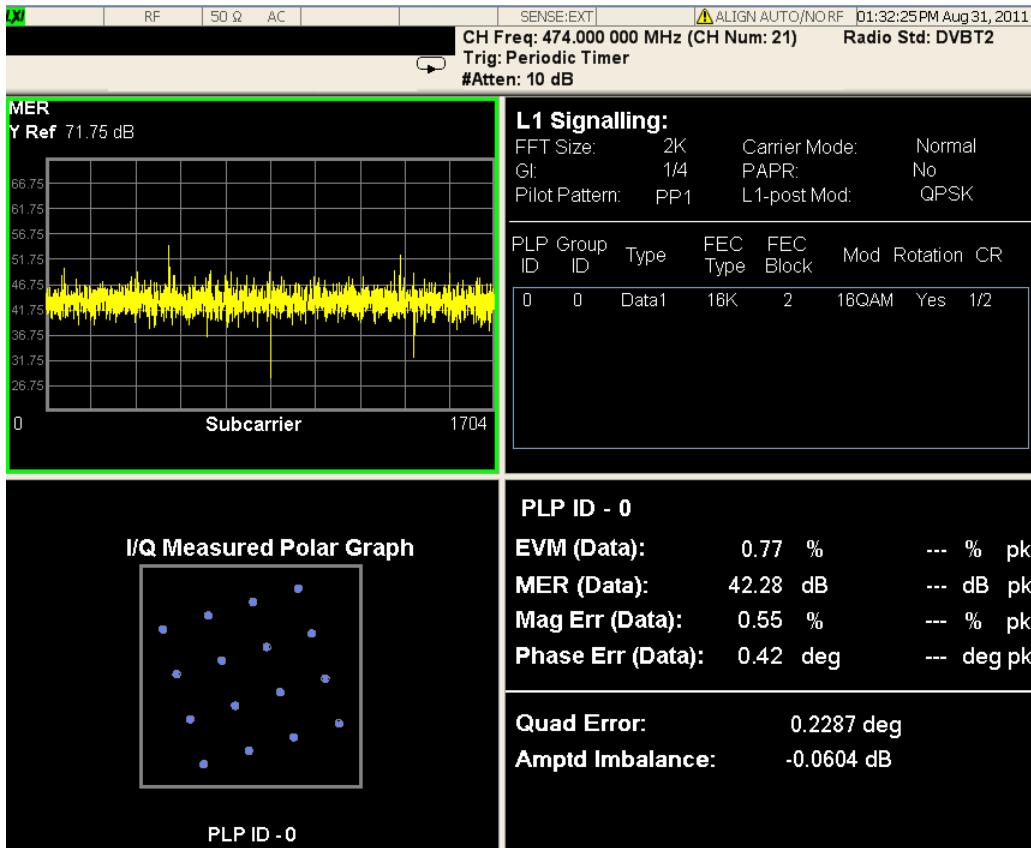 LXI RF 50 Ω AC SENSE:EXT ALIGN AUTO/NO RF 01:32:25 PM Aug 31, 2011
CH Freq: 474.000 000 MHz (CH Num: 21) Radio Std: DVBT2
Trig: Periodic Timer
#Atten: 10 dB
MER
Y Ref 71.75 dB
66.75
61.75
56.75
51.75
46.75
41.75
36.75
31.75
26.75
0 Subcarrier 1704
L1 Signalling:
FFT Size: 2K Carrier Mode: Normal
GI: 1/4 PAPR: No
Pilot Pattern: PP1 L1-post Mod: QPSK
PLP ID Group ID Type FEC Type FEC Block Mod Rotation CR
0 0 Data1 16K 2 16QAM Yes 1/2
I/Q Measured Polar Graph
PLP ID - 0
PLP ID - 0
EVM (Data): 0.77 % --- % pk
MER (Data): 42.28 dB --- dB pk
Mag Err (Data): 0.55 % --- % pk
Phase Err (Data): 0.42 deg --- deg pk
Quad Error: 0.2287 deg
Amptd Imbalance: -0.0604 dB